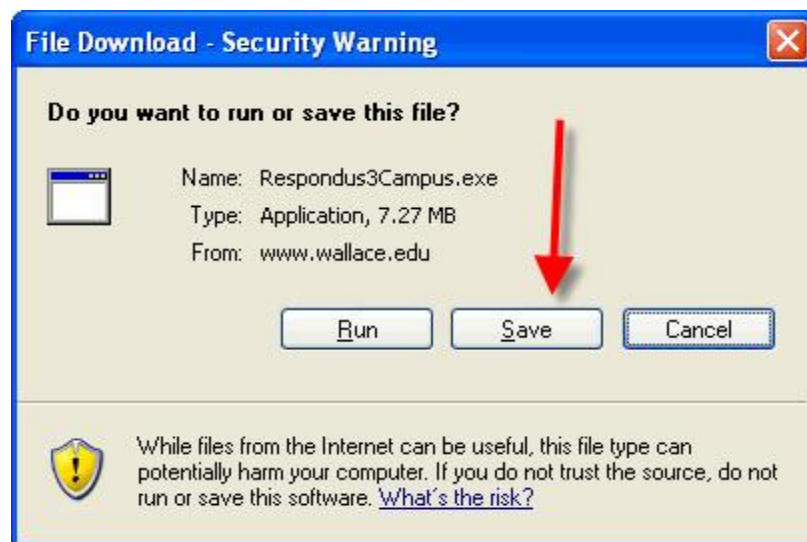 File Download - Security Warning
Do you want to run or save this file?
Name: Respondus3Campus.exe
Type: Application, 7.27 MB
From: www.wallace.edu
Run Save Cancel
While files from the Internet can be useful, this file type can
potentially harm your computer. If you do not trust the source, do not
run or save this software. What's the risk?